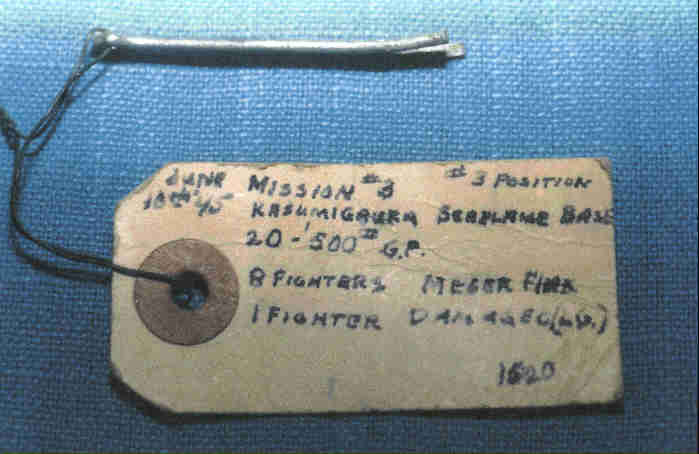 JUNE 10th '45
MISSION #3 #3 POSITION
KASUMIGAURA SEAPLANE BASE
20-500# G.P.
8 FIGHTERS MEGER FLAK
1 FIGHTER DAMAGED
1520